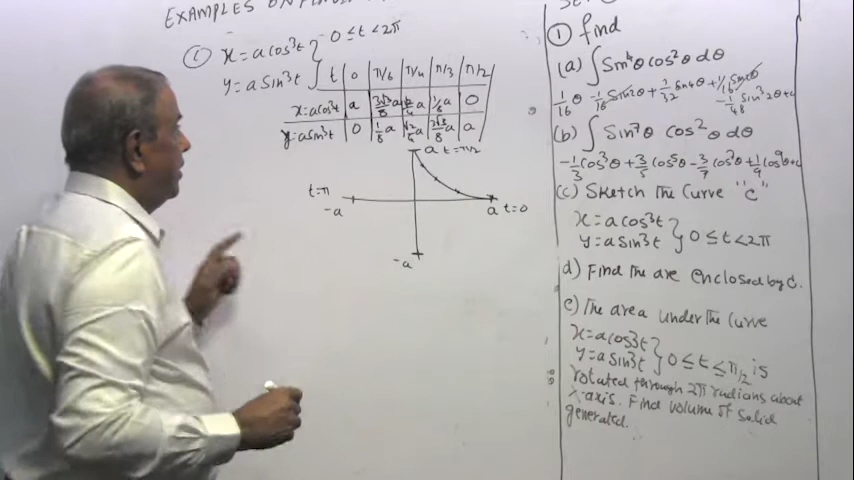 EXAMPLES ON
(c) x = a cos³t } 0 ≤ t < 2π
y = a sin³t
t | 0 | π/6 | π/4 | π/3 | π/2
x=acos³t | a | 3√3/8 a | √2/4 a | 1/8 a | 0
y=asin³t | 0 | 1/8 a | √2/4 a | 3√3/8 a | a
a t=π/2
t=π
-a
a t=0
-a
① find
(a) ∫ Sin⁴θ cos²θ dθ
1/16 θ - 1/16 sin2θ + 1/32 sin4θ + 1/16 sin2θ
- 1/48 sin³2θ + c
(b) ∫ Sin⁷θ cos²θ dθ
-1/3 cos³θ + 3/5 cos⁵θ - 3/7 cos⁷θ + 1/9 cos⁹θ + c
(c) Sketch the Curve "C"
x = a cos³t
y = a sin³t } 0 ≤ t < 2π
d) Find the are enclosed by C.
e) The area under the Curve
x = a cos³t
y = a sin³t } 0 ≤ t ≤ π/2 is
rotated through 2π radians about
x-axis. Find volume of Solid
generated.